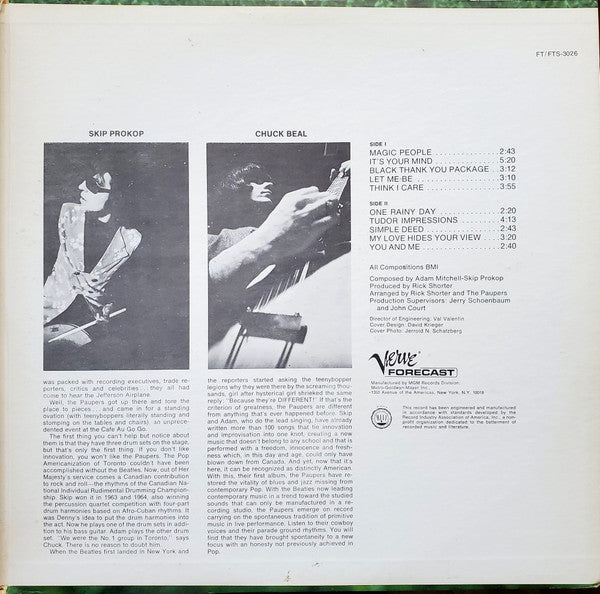 FT/FTS-3026
SKIP PROKOP
CHUCK BEAL
was packed with recording executives, trade re-
porters, critics and celebrities . . . they all had
come to hear the Jefferson Airplane.
Well, the Paupers got up there and tore the
place to pieces . . . and came in for a standing
ovation (with teenyboppers literally standing and
stomping on the tables and chairs), an unprece-
dented event at the Cafe Au Go Go.
The first thing you can't help but notice about
them is that they have three drum sets on the stage,
but that's only the first thing. If you don't like
innovation, you won't like the Paupers. The Pop
Americanization of Toronto couldn't have been
accomplished without the Beatles. Now, out of Her
Majesty's service comes a Canadian contribution
to rock and roll—the rhythms of the Canadian Na-
tional Individual Rudimental Drumming Champion-
ship. Skip won it in 1963 and 1964, also winning
the percussion quartet competition with four-part
drum harmonies based on Afro-Cuban rhythms. It
was Denny's idea to put the drum harmonies into
the act. Now he plays one of the drum sets in addi-
tion to his bass guitar. Adam plays the other drum
set. "We were the No. 1 group in Toronto," says
Chuck. There is no reason to doubt him.
When the Beatles first landed in New York and
the reporters started asking the teenybopper
legions why they were there by the screaming thou-
sands, girl after hysterical girl shrieked the same
reply: "Because they're DIFFERENT!" If that's the
criterion of greatness, the Paupers are different
from anything that's ever happened before. Skip
and Adam, who do the lead singing, have already
written more than 100 songs that tie innovation
and improvisation into one knot, creating a new
music that doesn't belong to any school and that is
performed with a freedom, innocence and fresh-
ness which, in this day and age, could only have
blown down from Canada. And yet, now that it's
here, it can be recognized as distinctly American.
With this, their first album, the Paupers have re-
stored the vitality of blues and jazz missing from
contemporary Pop. With the Beatles now leading
contemporary music in a trend toward the studied
sounds that can only be manufactured in a re-
cording studio, the Paupers emerge on record
carrying on the spontaneous tradition of primitive
music in live performance. Listen to their cowboy
voices and their parade ground rhythms. You will
find that they have brought spontaneity to a new
focus with an honesty not previously achieved in
Pop.
SIDE I
MAGIC PEOPLE . . . . . . . . . . . . . . 2:43
IT'S YOUR MIND . . . . . . . . . . . . . . 5:20
BLACK THANK YOU PACKAGE . . 3:12
LET ME BE . . . . . . . . . . . . . . . . . . . 3:10
THINK I CARE . . . . . . . . . . . . . . . . 3:55
SIDE II
ONE RAINY DAY . . . . . . . . . . . . . . 2:20
TUDOR IMPRESSIONS . . . . . . . . . 4:13
SIMPLE DEED . . . . . . . . . . . . . . . . 2:43
MY LOVE HIDES YOUR VIEW . . . . 3:20
YOU AND ME . . . . . . . . . . . . . . . . . 2:40
All Compositions BMI
Composed by Adam Mitchell-Skip Prokop
Produced by Rick Shorter
Arranged by Rick Shorter and The Paupers
Production Supervisors: Jerry Schoenbaum
and John Court
Director of Engineering: Val Valentin
Cover Design: David Krieger
Cover Photo: Jerrold N. Schatzberg
Verve
FORECAST
Manufactured by MGM Records Division
Metro-Goldwyn-Mayer Inc.,
1350 Avenue of the Americas, New York, N.Y. 10019
This record has been engineered and manufactured
in accordance with standards developed by the
Record Industry Association of America, Inc., a non-
profit organization dedicated to the betterment of
recorded music and literature.